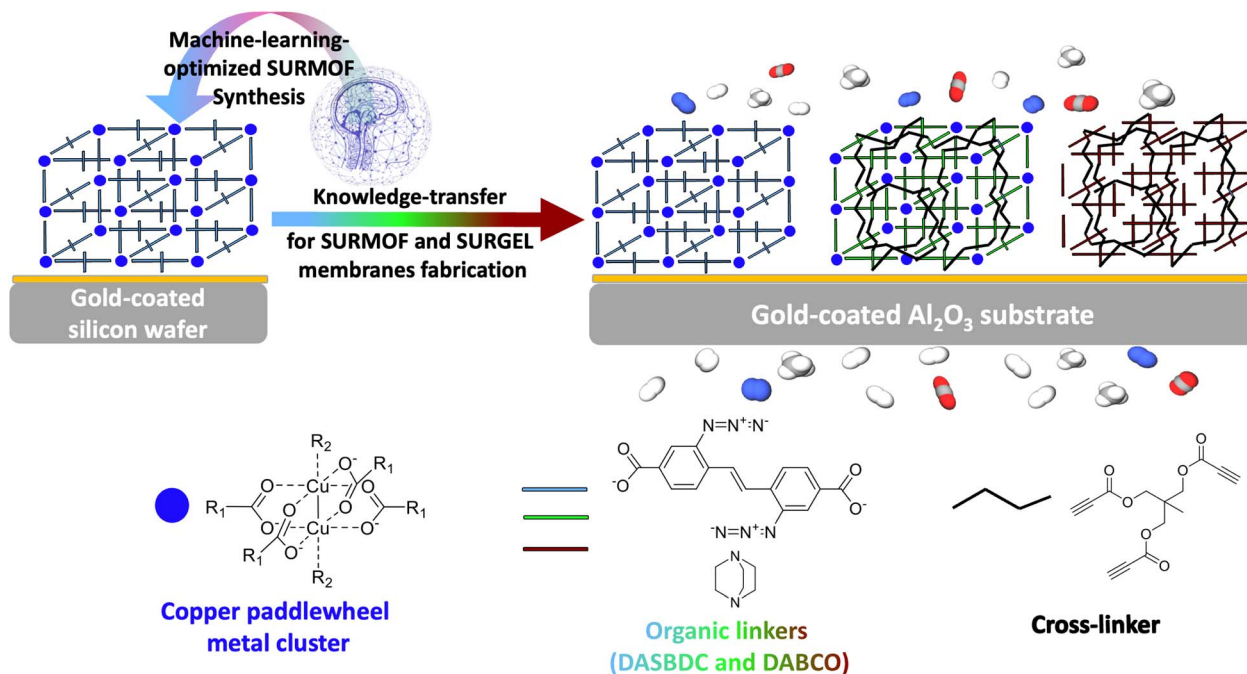 Machine-learning-
optimized SURMOF
Synthesis
Knowledge-transfer
for SURMOF and SURGEL
membranes fabrication
Gold-coated
silicon wafer
Gold-coated Al₂O₃ substrate
R₂
O⁻
R₁
O
O
O
Cu
R₁
R₁
O⁻
O
Cu
O⁻
O⁻
R₁
R₂
Copper paddlewheel
metal cluster
N=N⁺=N⁻
O
⁻O
O
O⁻
⁻N=N⁺=N
N
N
Organic linkers
(DASBDC and DABCO)
O
O
O
O
O
O
Cross-linker